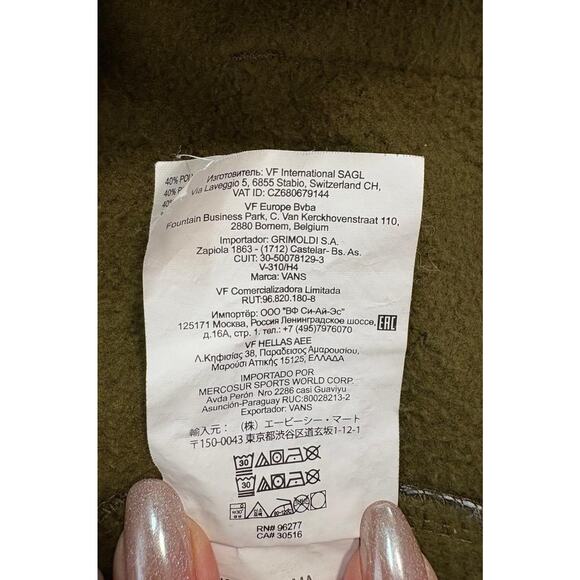 40% PO
Изготовитель: VF International SAGL
40%
Via Laveggio 5, 6855 Stabio, Switzerland CH,
VAT ID: CZ680679144
VF Europe Bvba
Fountain Business Park, C. Van Kerckhovenstraat 110,
2880 Bornem, Belgium
Importador: GRIMOLDI S.A.
Zapiola 1863 - (1712) Castelar- Bs. As.
CUIT: 30-50078129-3
V-310/H4
Marca: VANS
VF Comercializadora Limitada
RUT:96.820.180-8
Импортёр: ООО "ВФ Си-Ай-Эс"
125171 Москва, Россия Ленинградское шоссе,
д.16А, стр. 1. тел.: +7 (495)7976070
EAC
VF HELLAS AEE
Λ.Κηφισίας 38, Παράδεισος Αμαρουσίου,
Μαρούσι Αττικής 15125, ΕΛΛΑΔΑ
IMPORTADO POR
MERCOSUR SPORTS WORLD CORP.
Avda Perón Nro 2286 casi Guaviyu
Asunción-Paraguay RUC:80028213-2
Exportador: VANS
輸入元: (株) エービーシー・マート
〒150-0043 東京都渋谷区道玄坂1-12-1
30
30
RN# 96277
CA# 30516